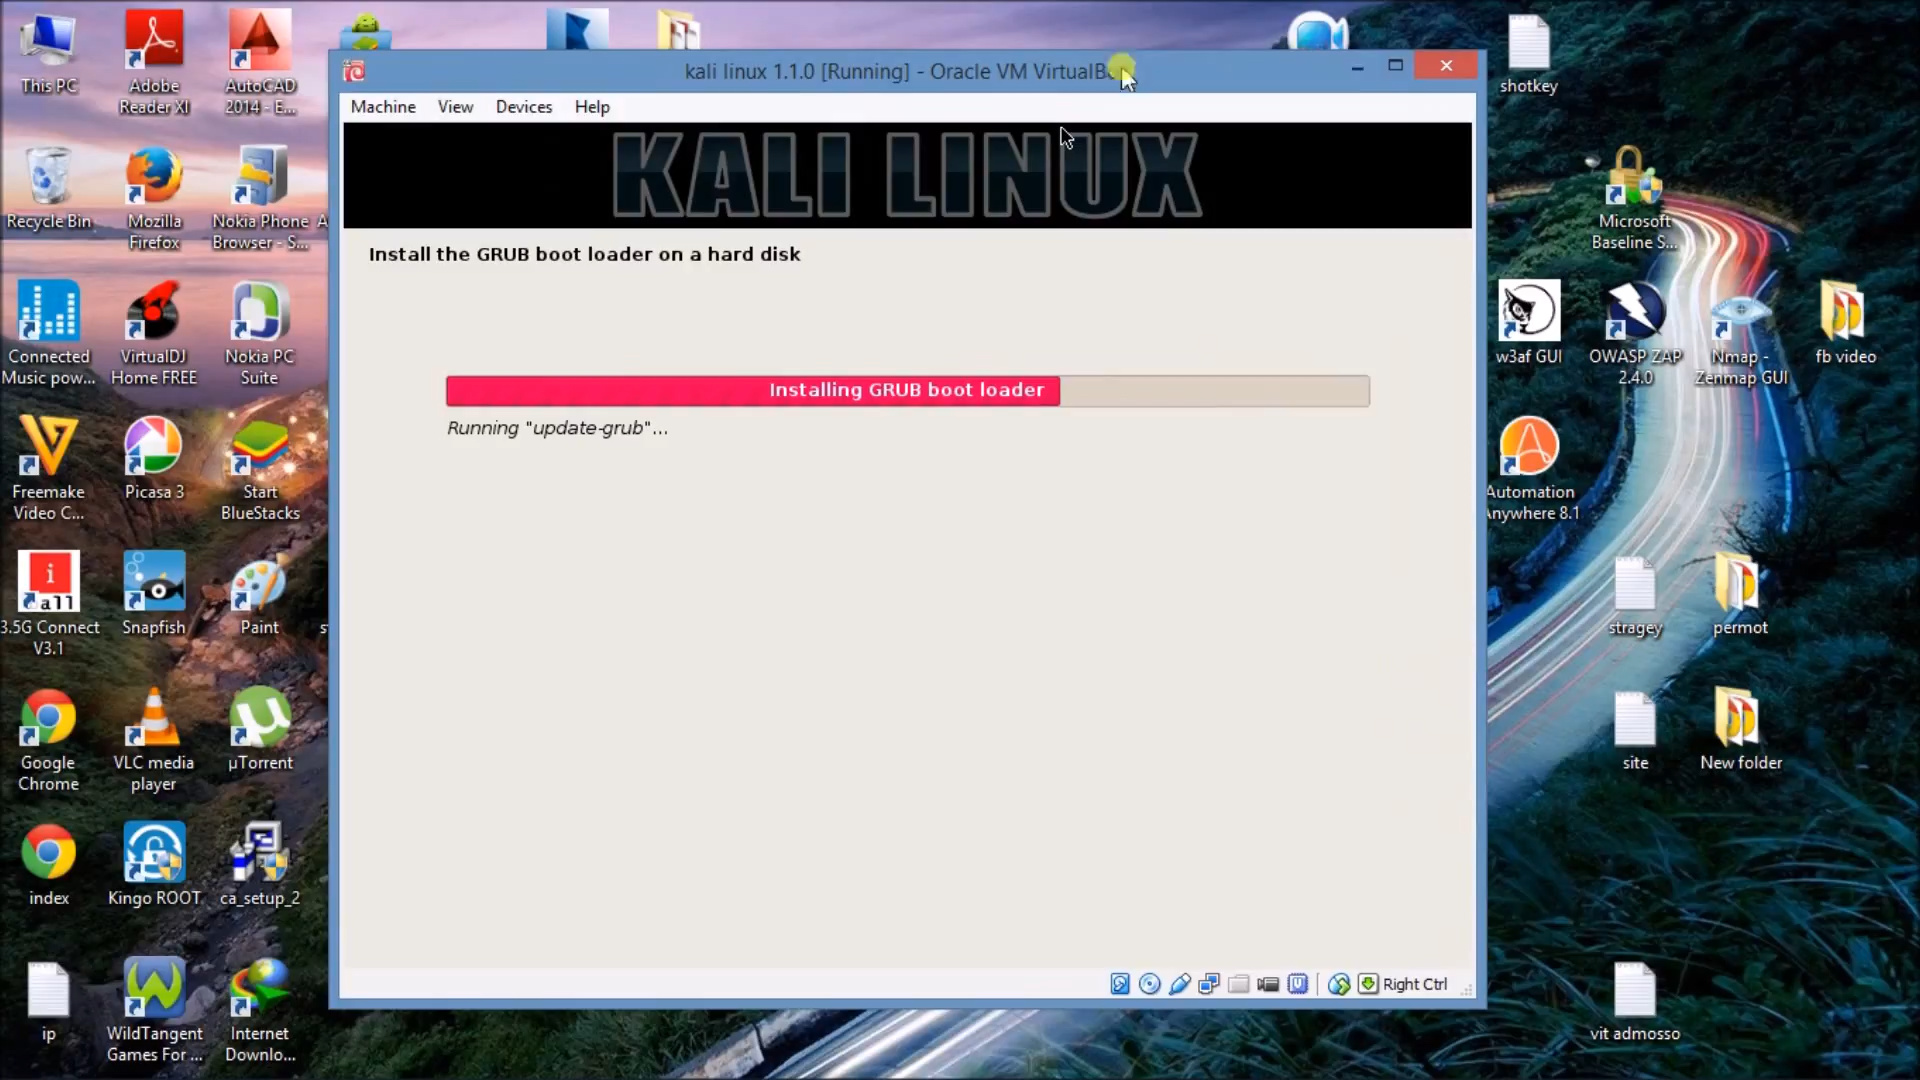 This PC
Adobe
Reader XI
AutoCAD
2014 - E...
shotkey
kali linux 1.1.0 [Running] - Oracle VM VirtualB
Machine
View
Devices
Help
KALI LINUX
Install the GRUB boot loader on a hard disk
Installing GRUB boot loader
Running "update-grub"...
Right Ctrl
Recycle Bin
Mozilla
Firefox
Nokia Phone
Browser - S...
A
Microsoft
Baseline S...
Connected
Music pow...
VirtualDJ
Home FREE
Nokia PC
Suite
w3af GUI
OWASP ZAP
2.4.0
Nmap -
Zenmap GUI
fb video
Freemake
Video C...
Picasa 3
Start
BlueStacks
Automation
Anywhere 8.1
i
all
3.5G Connect
V3.1
Snapfish
Paint
stragey
permot
Google
Chrome
VLC media
player
µTorrent
site
New folder
index
Kingo ROOT
ca_setup_2
ip
WildTangent
Games For ...
Internet
Downlo...
vit admosso